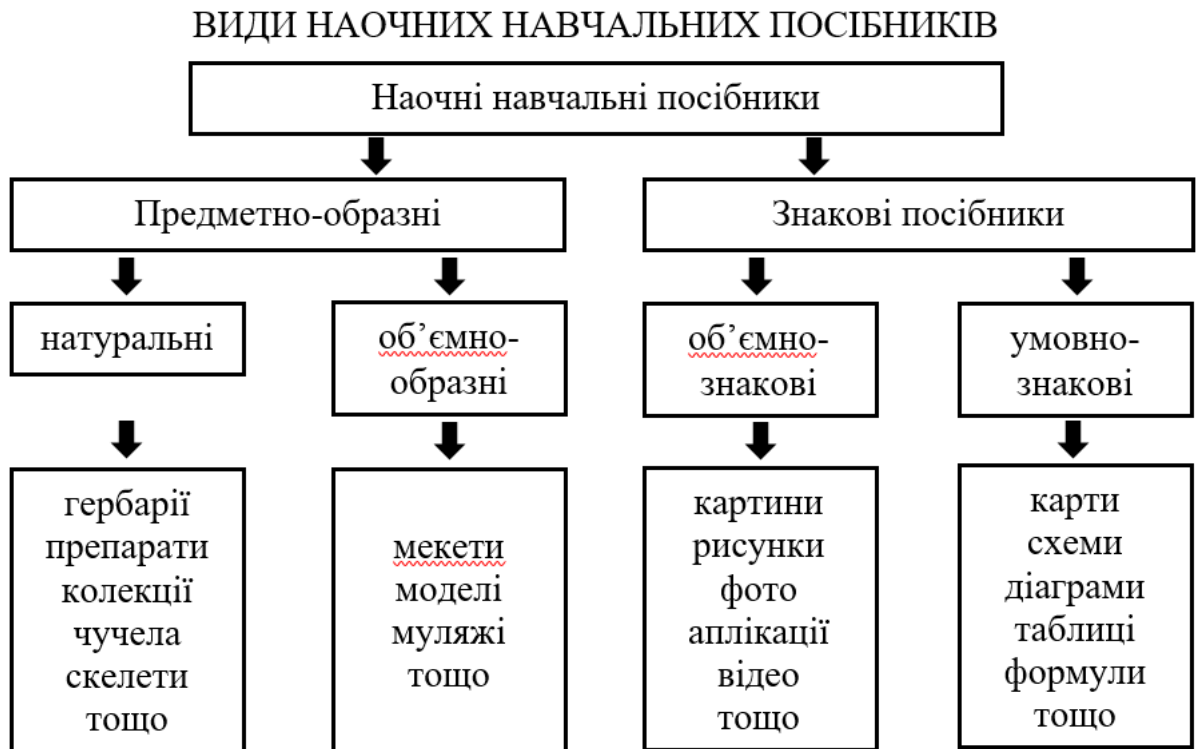 ВИДИ НАОЧНИХ НАВЧАЛЬНИХ ПОСІБНИКІВ
Наочні навчальні посібники
Предметно-образні
Знакові посібники
натуральні
об’ємно-
образні
об’ємно-
знакові
умовно-
знакові
гербарії
препарати
колекції
чучела
скелети
тощо
мекети
моделі
муляжі
тощо
картини
рисунки
фото
аплікації
відео
тощо
карти
схеми
діаграми
таблиці
формули
тощо